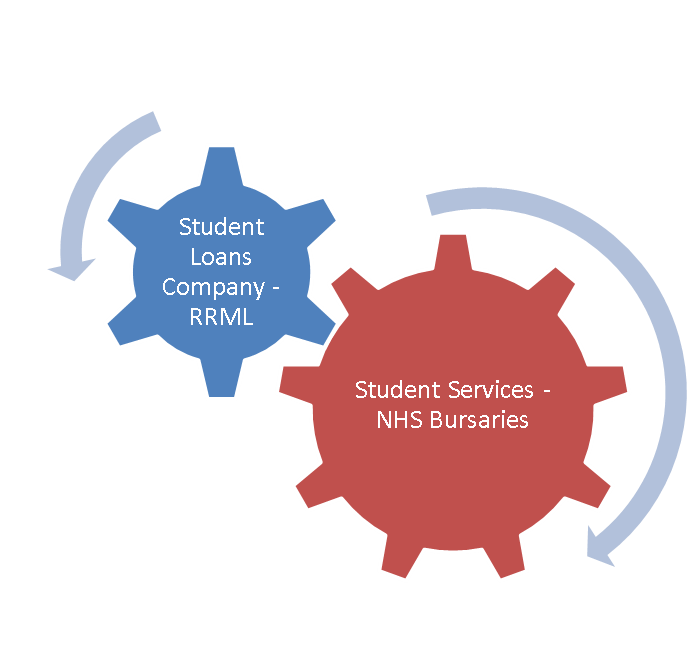 Student
Loans
Company -
RRML
Student Services -
NHS Bursaries